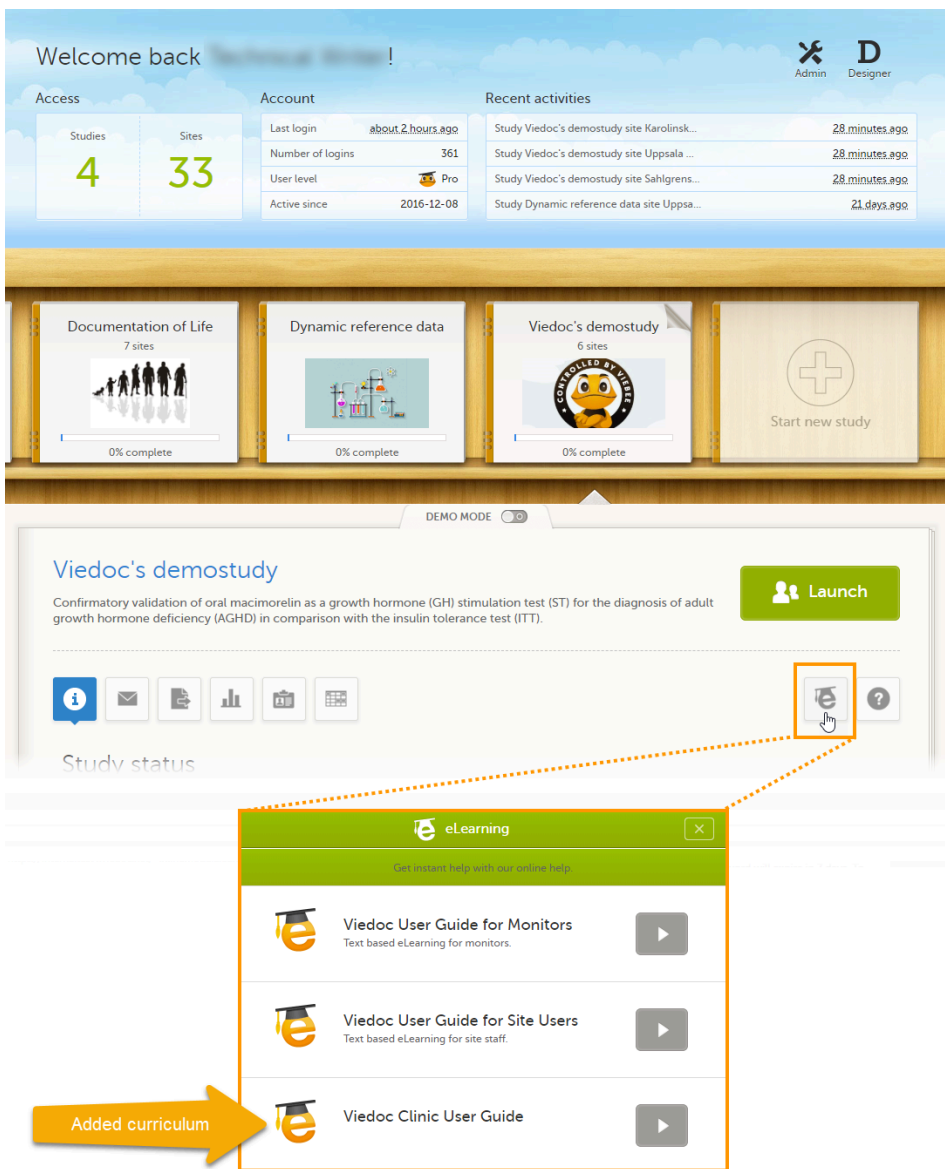 Welcome back !
Admin
Designer
Access
Account
Recent activities
Studies
4
Sites
33
Last login about 2 hours ago
Number of logins 361
User level Pro
Active since 2016-12-08
Study Viedoc's demostudy site Karolinsk... 28 minutes ago
Study Viedoc's demostudy site Uppsala ... 28 minutes ago
Study Viedoc's demostudy site Sahlgrens... 28 minutes ago
Study Dynamic reference data site Uppsa... 21 days ago
Documentation of Life
7 sites
0% complete
Dynamic reference data
0% complete
Viedoc's demostudy
6 sites
CONTROLLED BY VIEBEE
0% complete
Start new study
DEMO MODE
Viedoc's demostudy
Confirmatory validation of oral macimorelin as a growth hormone (GH) stimulation test (ST) for the diagnosis of adult
growth hormone deficiency (AGHD) in comparison with the insulin tolerance test (ITT).
Launch
Study status
eLearning
Get instant help with our online help.
Viedoc User Guide for Monitors
Text based eLearning for monitors.
Viedoc User Guide for Site Users
Text based eLearning for site staff.
Added curriculum
Viedoc Clinic User Guide